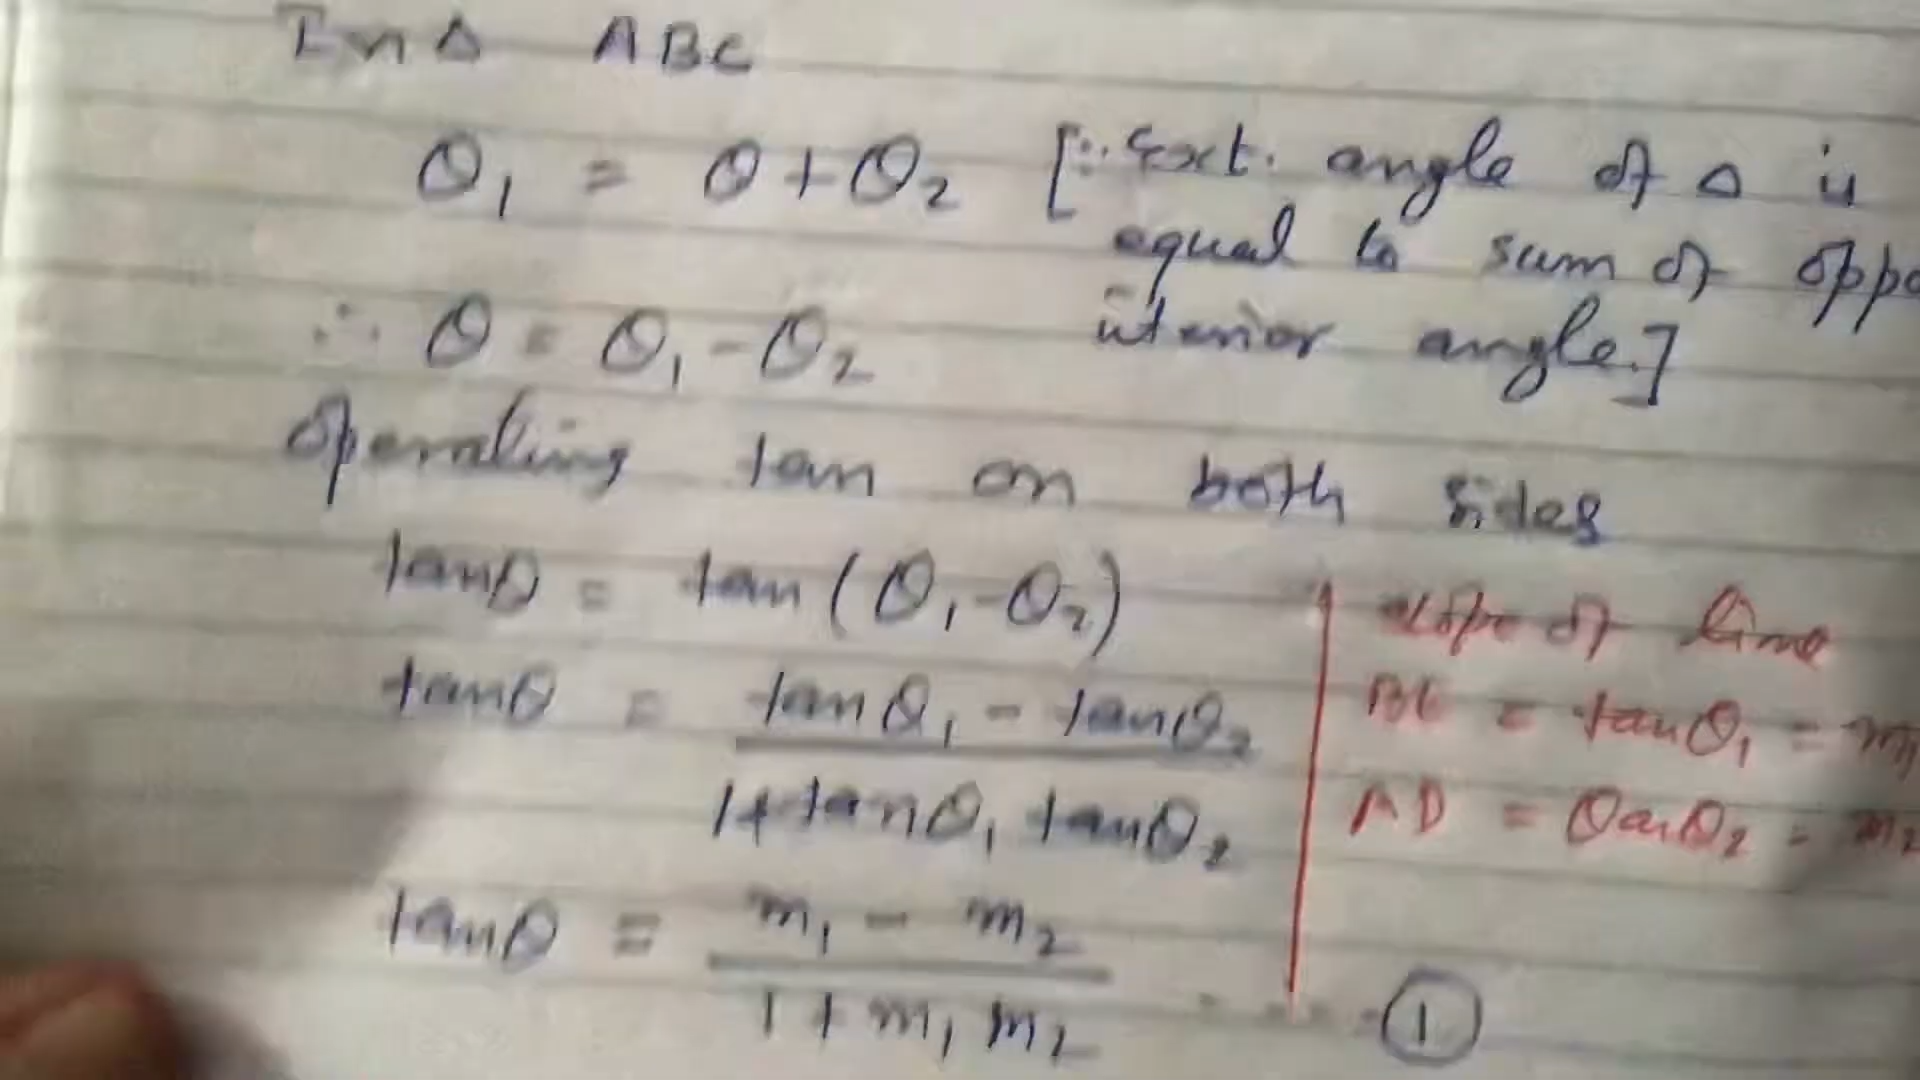 In Δ ABC
θ₁ = θ + θ₂ [∵ Ext. angle of Δ is
equal to sum of oppo
interior angle.]
∴ θ = θ₁ - θ₂
Operating tan on both sides
tanθ = tan(θ₁ - θ₂)
tanθ = tanθ₁ - tanθ₂
1 + tanθ₁ tanθ₂
tanθ = m₁ - m₂
1 + m₁ m₂ ---- ①
slope of line
= tanθ₁ = m₁
AD = θanθ₂ = m₂